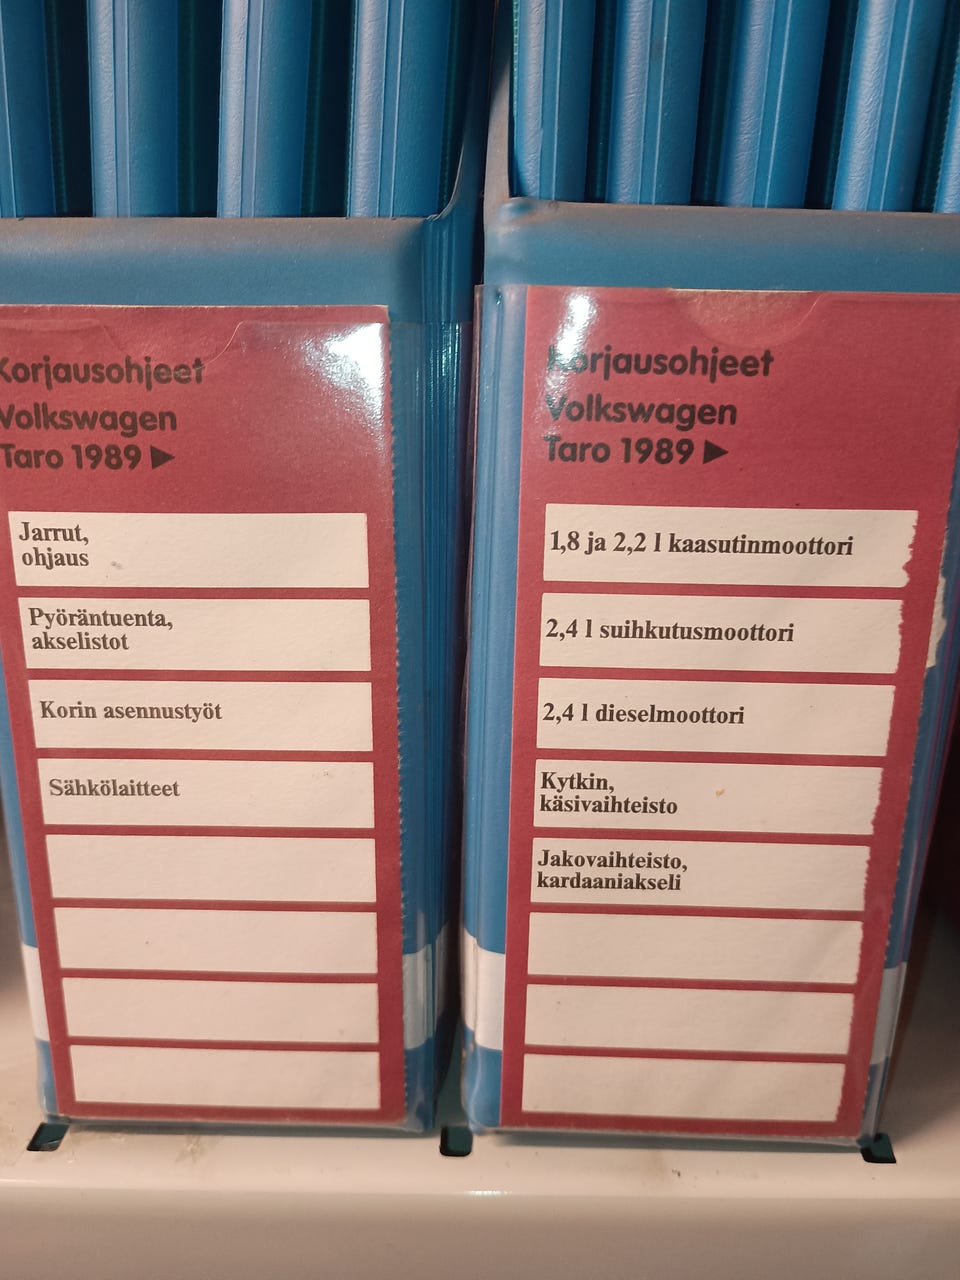 Korjausohjeet
Volkswagen
Taro 1989 ▶
Jarrut,
ohjaus
Pyöräntuenta,
akselistot
Korin asennustyöt
Sähkölaitteet
Korjausohjeet
Volkswagen
Taro 1989 ▶
1,8 ja 2,2 l kaasutinmoottori
2,4 l suihkutusmoottori
2,4 l dieselmoottori
Kytkin,
käsivaihteisto
Jakovaihteisto,
kardaaniakseli